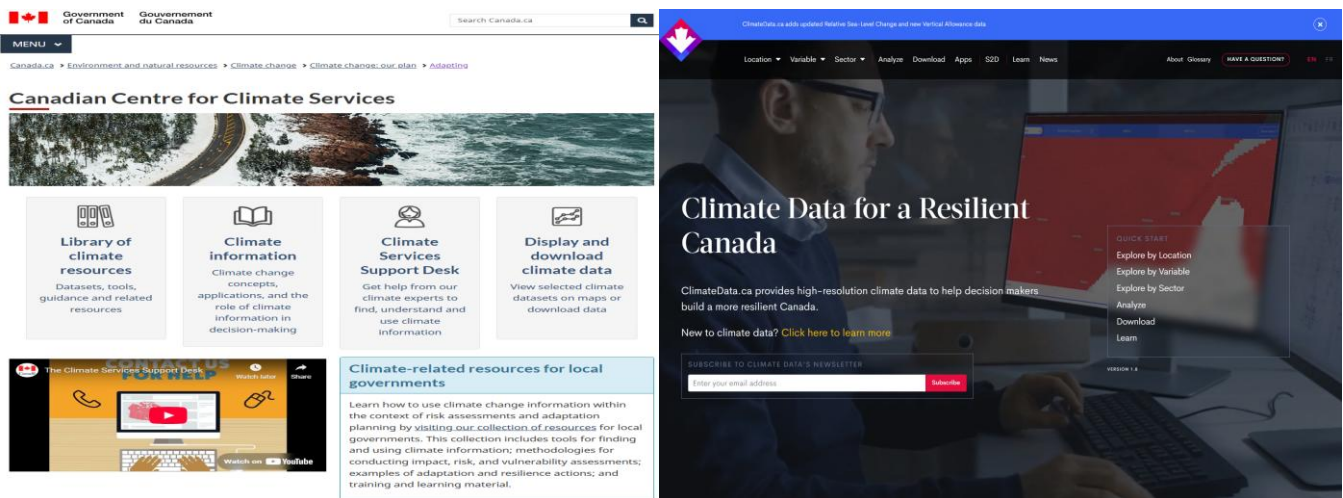 Government of Canada
Gouvernement du Canada
Search Canada.ca
MENU
Canada.ca > Environment and natural resources > Climate change > Climate change: our plan > Adapting
Canadian Centre for Climate Services
Library of
climate
resources
Datasets, tools,
guidance and related
resources
Climate
information
Climate change
concepts,
applications, and the
role of climate
information in
decision-making
Climate
Services
Support Desk
Get help from our
climate experts to
find, understand and
use climate
information
Display and
download
climate data
View selected climate
datasets on maps or
download data
The Climate Services Support Desk
CONTACT US
FOR HELP
Watch later
Share
Watch on YouTube
Climate-related resources for local
governments
Learn how to use climate change information within
the context of risk assessments and adaptation
planning by visiting our collection of resources for local
governments. This collection includes tools for finding
and using climate information; methodologies for
conducting impact, risk, and vulnerability assessments;
examples of adaptation and resilience actions; and
training and learning material.
ClimateData.ca adds updated Relative Sea-Level Change and new Vertical Allowance data
Location Variable Sector Analyze Download Apps S2D Learn News
About Glossary HAVE A QUESTION? EN FR
Climate Data for a Resilient
Canada
ClimateData.ca provides high-resolution climate data to help decision makers
build a more resilient Canada.
New to climate data? Click here to learn more
SUBSCRIBE TO CLIMATE DATA'S NEWSLETTER
Enter your email address
Subscribe
QUICK START
Explore by Location
Explore by Variable
Explore by Sector
Analyze
Download
Learn
VERSION 1.8